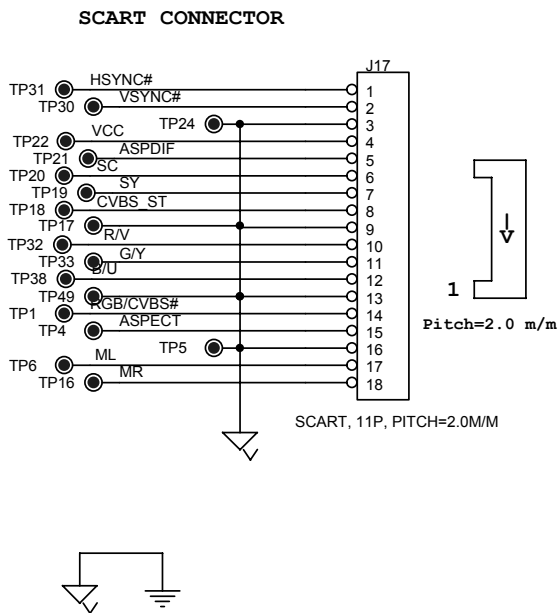 SCART CONNECTOR
J17
TP31 HSYNC# 1
TP30 VSYNC# 2
TP24 3
TP22 VCC 4
TP21 ASPDIF 5
TP20 SC 6
TP19 SY 7
TP18 CVBS_ST 8
TP17 9
TP32 R/V 10
TP33 G/Y 11
TP38 B/U 12
TP49 13
TP1 RGB/CVBS# 14
TP4 ASPECT 15
TP5 16
TP6 ML 17
TP16 MR 18
SCART, 11P, PITCH=2.0M/M
V
1
Pitch=2.0 m/m
V
V